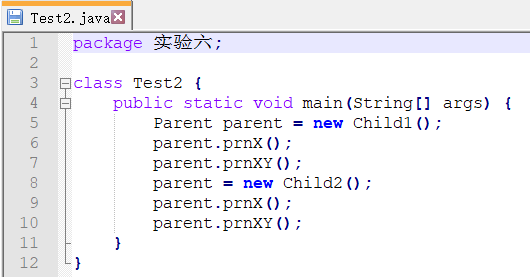 Test2.java
1 package 实验六;
2
3 class Test2 {
4     public static void main(String[] args) {
5         Parent parent = new Child1();
6         parent.prnX();
7         parent.prnXY();
8         parent = new Child2();
9         parent.prnX();
10         parent.prnXY();
11     }
12 }